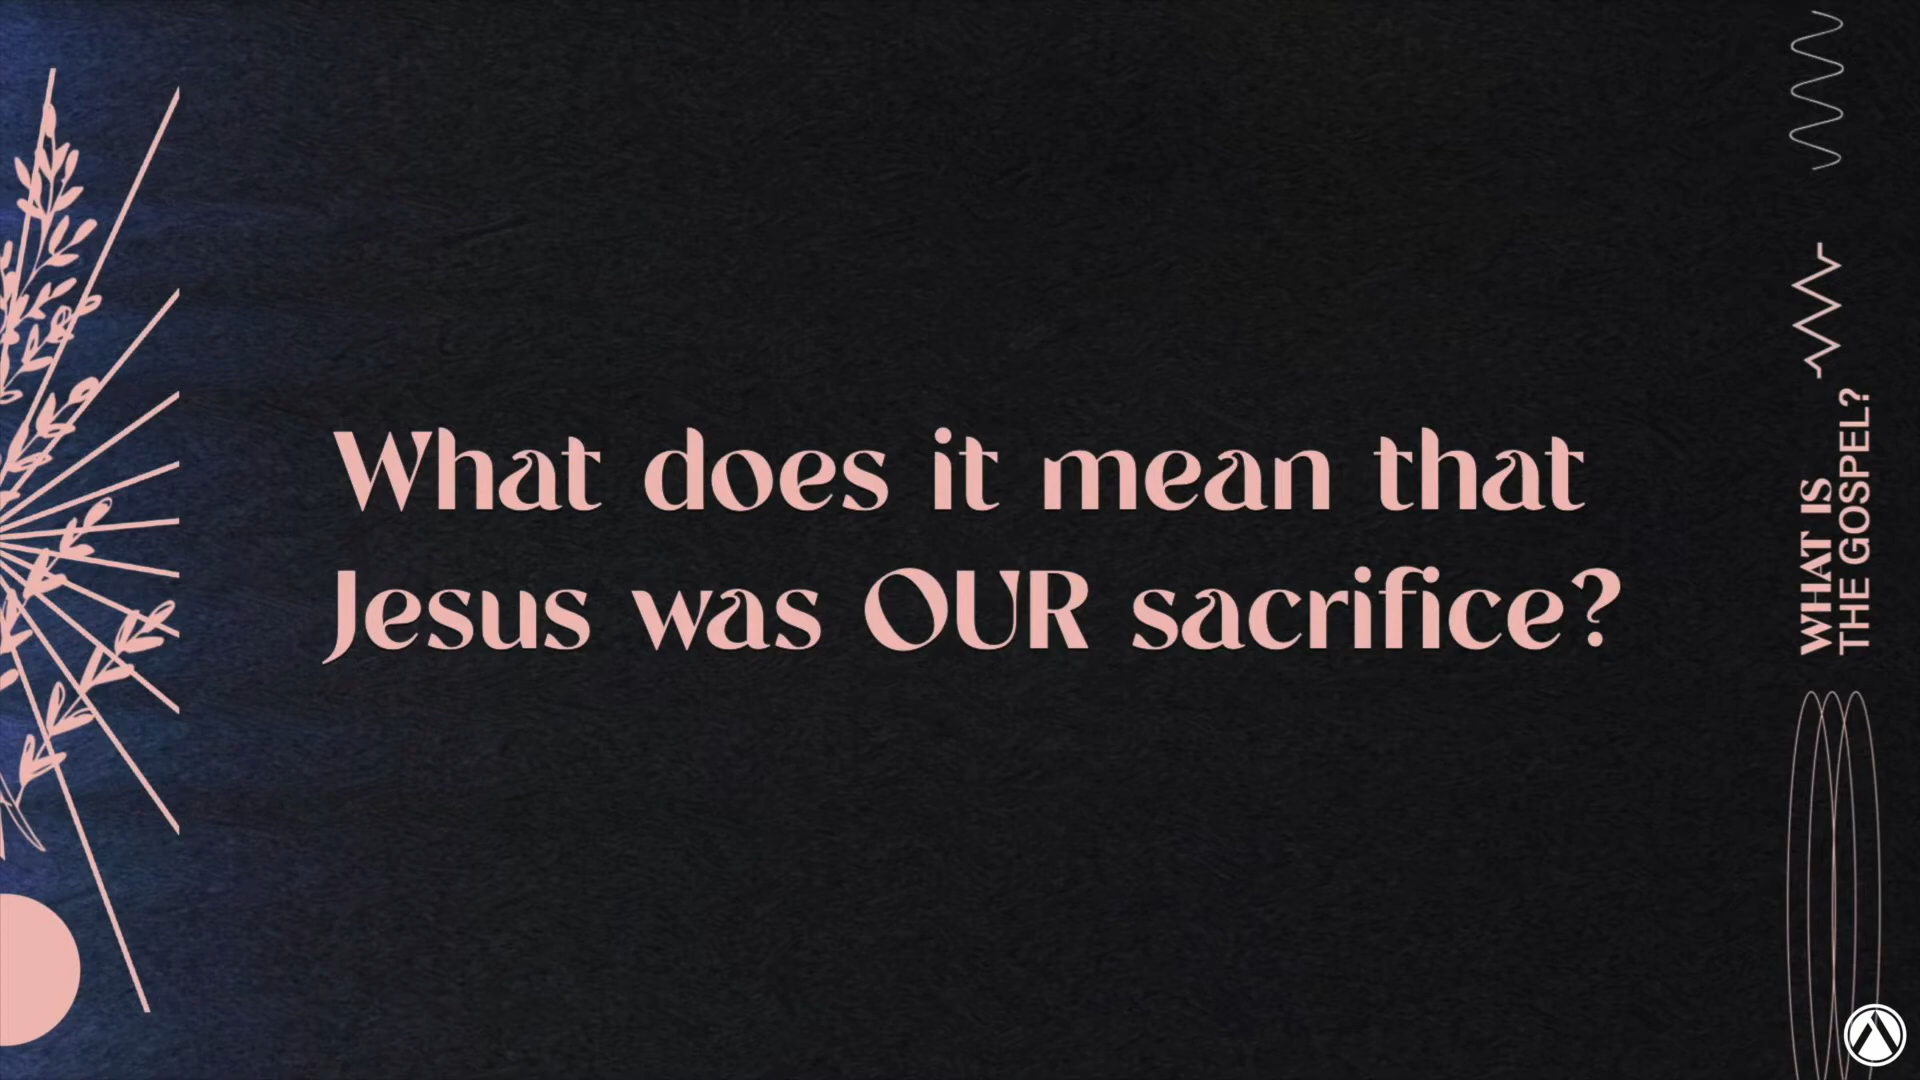 What does it mean that
Jesus was OUR sacrifice?
WHAT IS
THE GOSPEL?